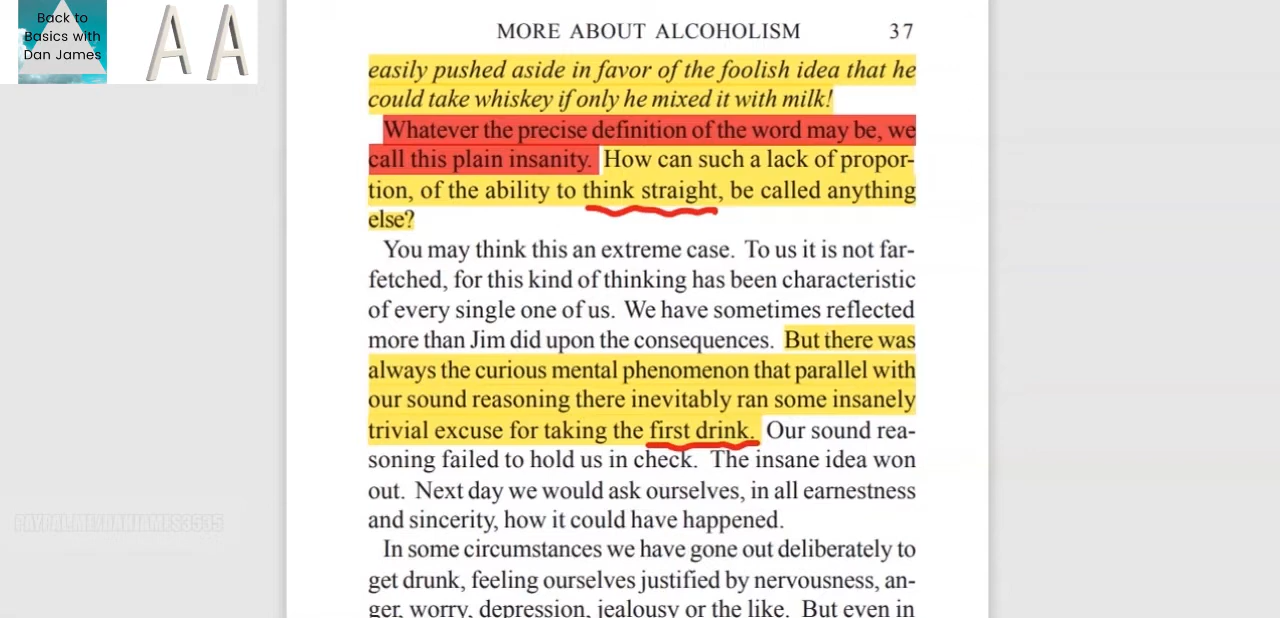 Back to
Basics with
Dan James
A A
MORE ABOUT ALCOHOLISM 37
easily pushed aside in favor of the foolish idea that he
could take whiskey if only he mixed it with milk!
Whatever the precise definition of the word may be, we
call this plain insanity. How can such a lack of propor-
tion, of the ability to think straight, be called anything
else?
You may think this an extreme case. To us it is not far-
fetched, for this kind of thinking has been characteristic
of every single one of us. We have sometimes reflected
more than Jim did upon the consequences. But there was
always the curious mental phenomenon that parallel with
our sound reasoning there inevitably ran some insanely
trivial excuse for taking the first drink. Our sound rea-
soning failed to hold us in check. The insane idea won
out. Next day we would ask ourselves, in all earnestness
and sincerity, how it could have happened.
In some circumstances we have gone out deliberately to
get drunk, feeling ourselves justified by nervousness, an-
ger, worry, depression, jealousy or the like. But even in